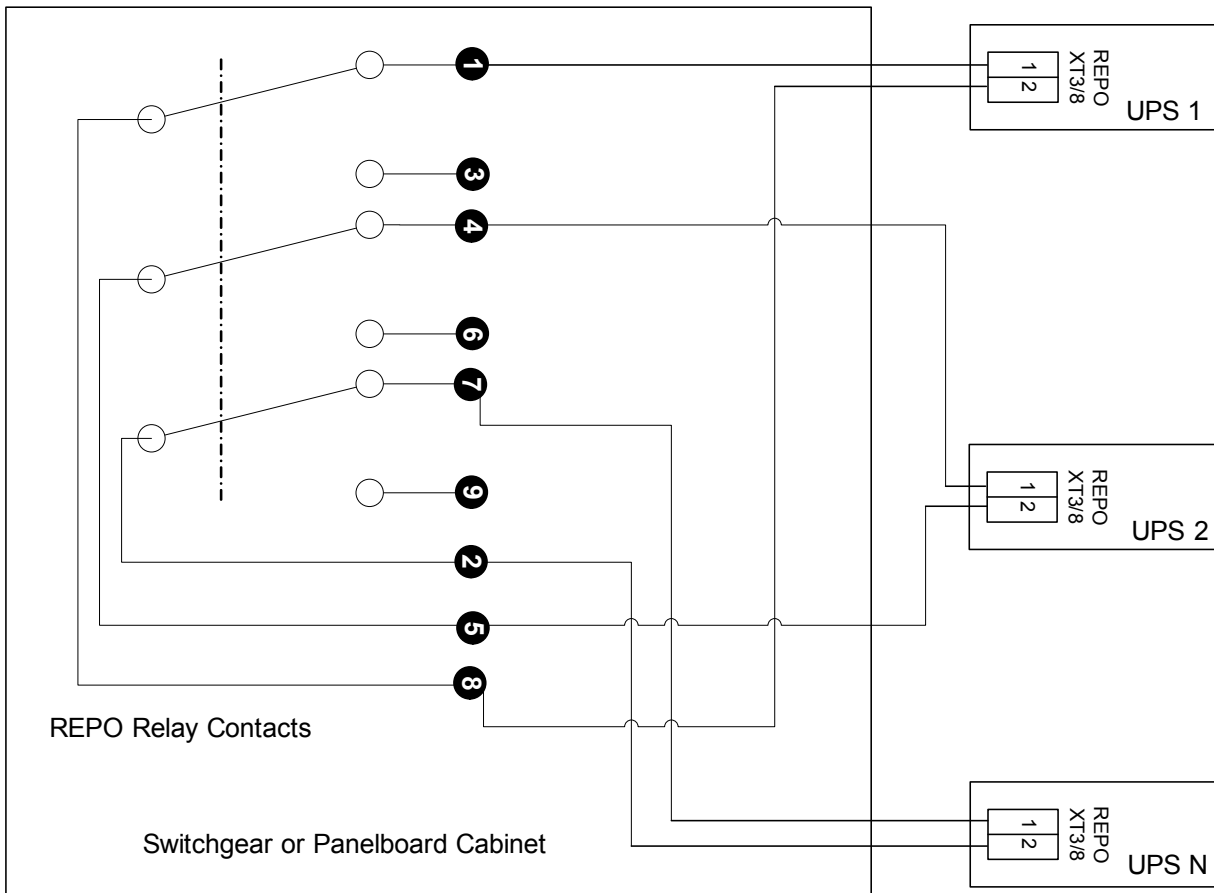 1
3
4
6
7
9
2
5
8
REPO Relay Contacts
Switchgear or Panelboard Cabinet
1
2
REPO
XT3/8
UPS 1
1
2
REPO
XT3/8
UPS 2
1
2
REPO
XT3/8
UPS N